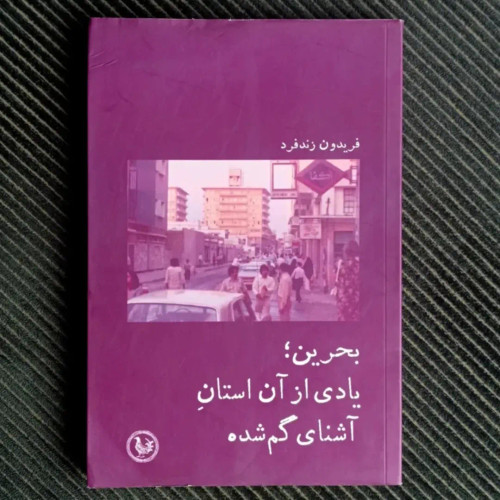 فریدون زندفرد
بحرین؛
یادی از آن استانِ
آشنای گم‌شده